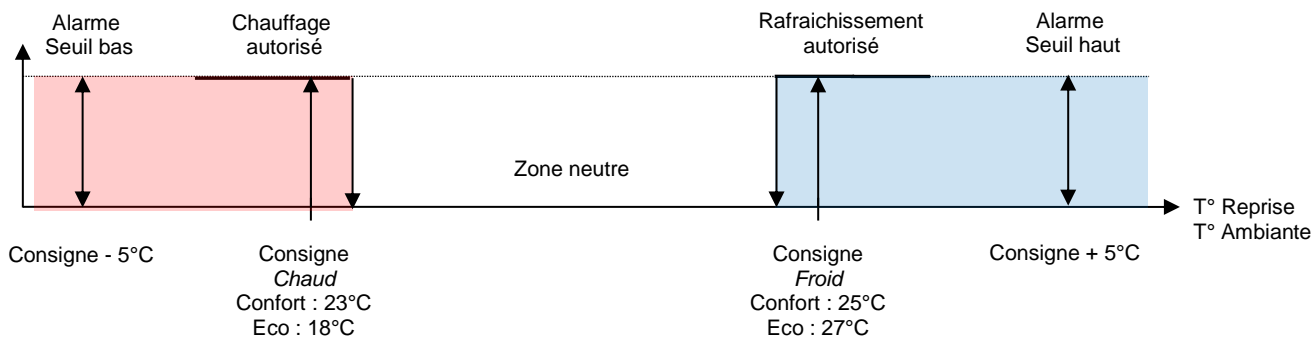 Alarme
Seuil bas
Chauffage
autorisé
Rafraichissement
autorisé
Alarme
Seuil haut
Zone neutre
T° Reprise
T° Ambiante
Consigne - 5°C
Consigne
Chaud
Confort : 23°C
Eco : 18°C
Consigne
Froid
Confort : 25°C
Eco : 27°C
Consigne + 5°C